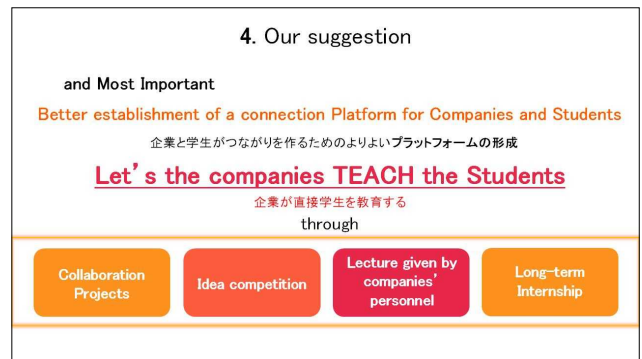 4. Our suggestion
and Most Important
Better establishment of a connection Platform for Companies and Students
企業と学生がつながりを作るためのよりよいプラットフォームの形成
Let’s the companies TEACH the Students
企業が直接学生を教育する
through
Collaboration
Projects
Idea competition
Lecture given by
companies’
personnel
Long-term
Internship